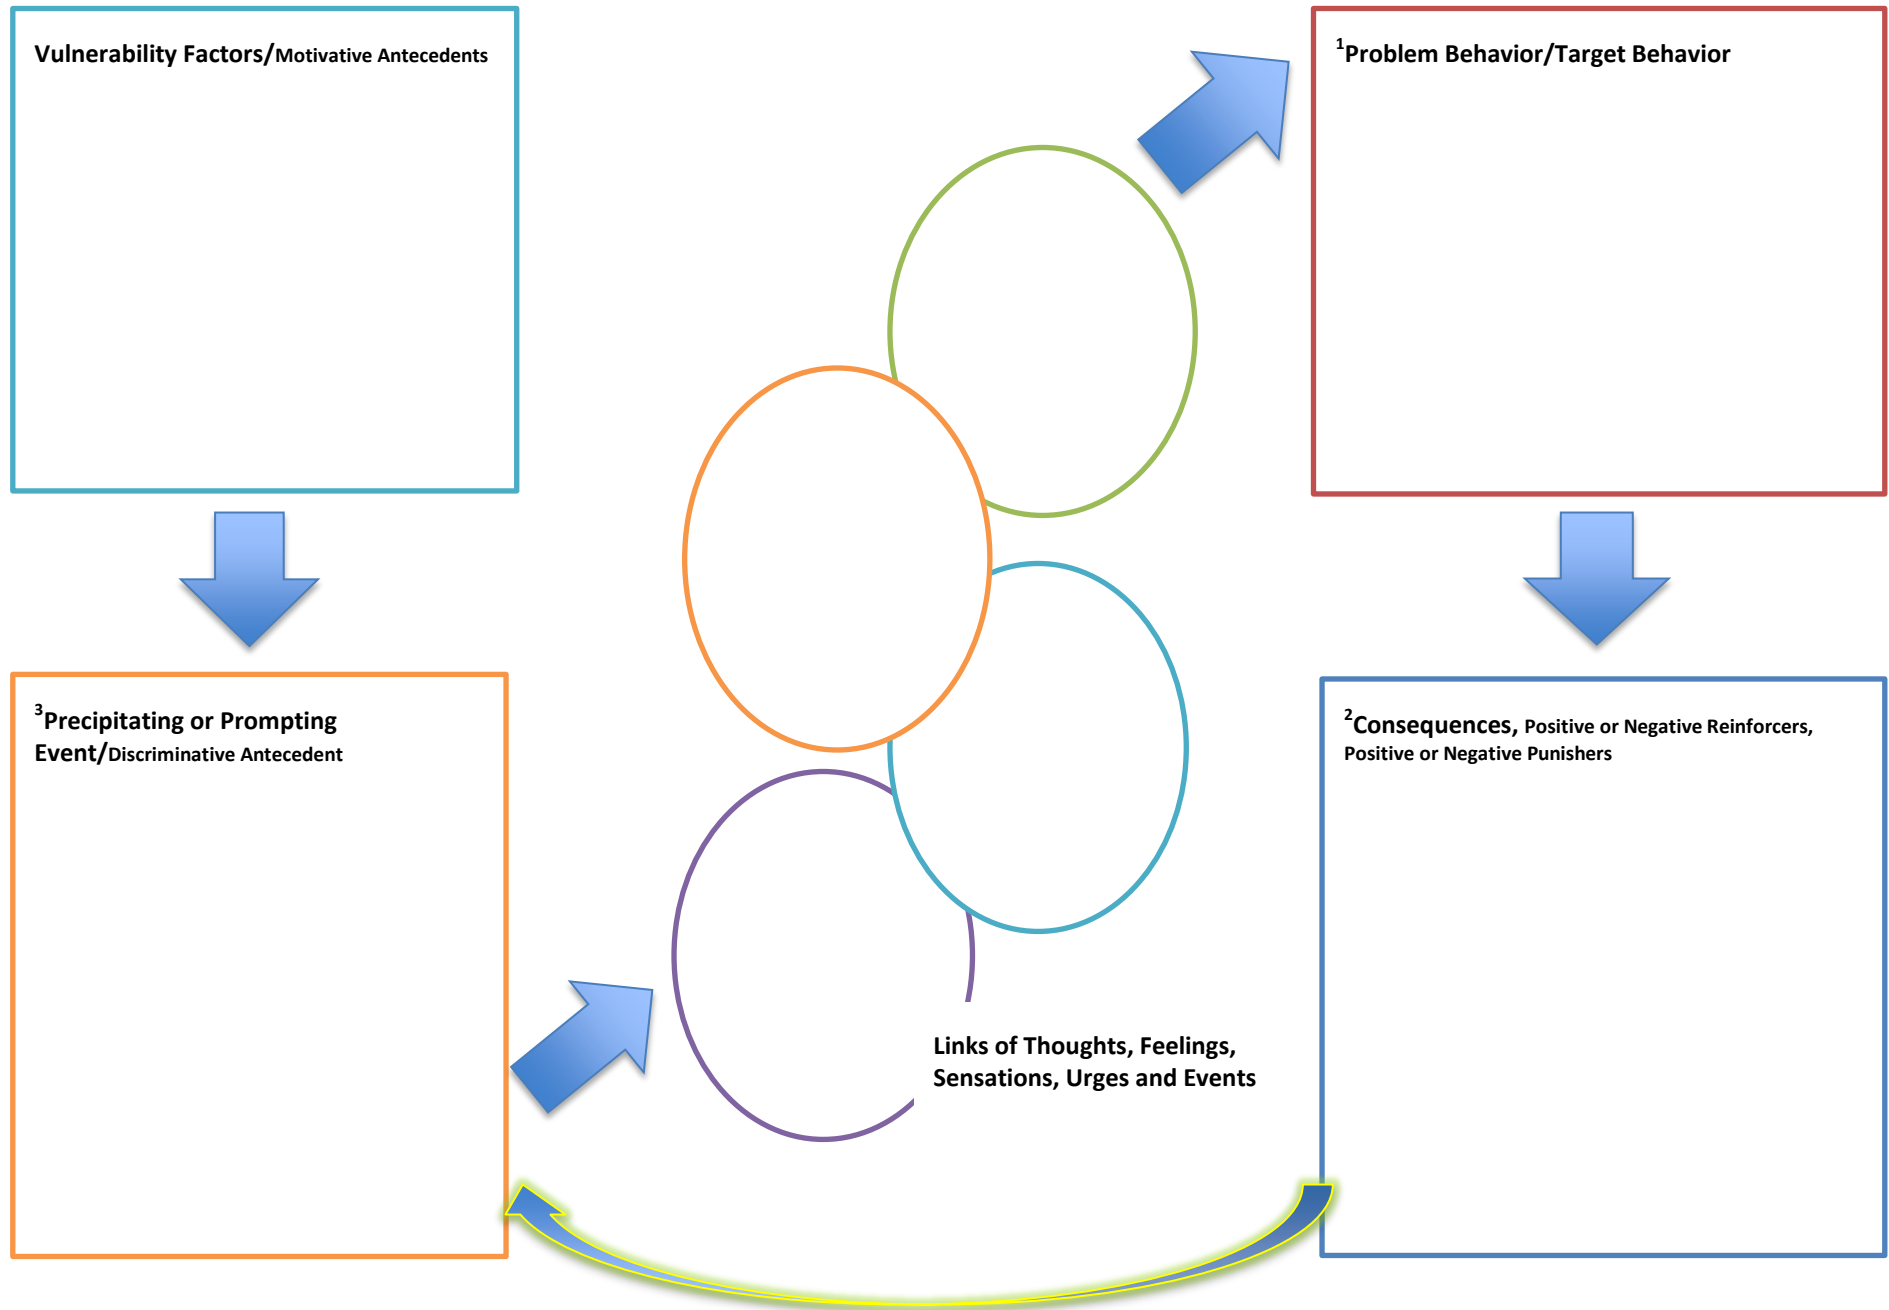 Vulnerability Factors/Motivative Antecedents
¹Problem Behavior/Target Behavior
³Precipitating or Prompting
Event/Discriminative Antecedent
²Consequences, Positive or Negative Reinforcers,
Positive or Negative Punishers
Links of Thoughts, Feelings,
Sensations, Urges and Events